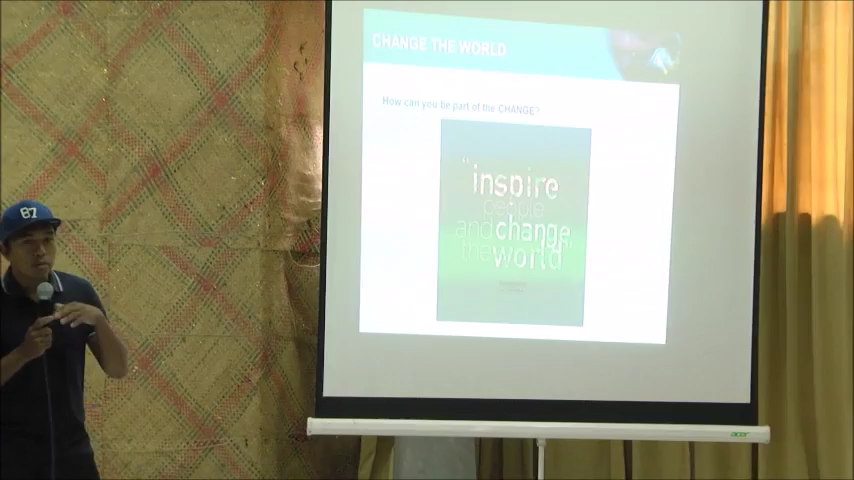 CHANGE THE WORLD
How can you be part of the CHANGE?
"inspire
people
and change
the world"
87
acer